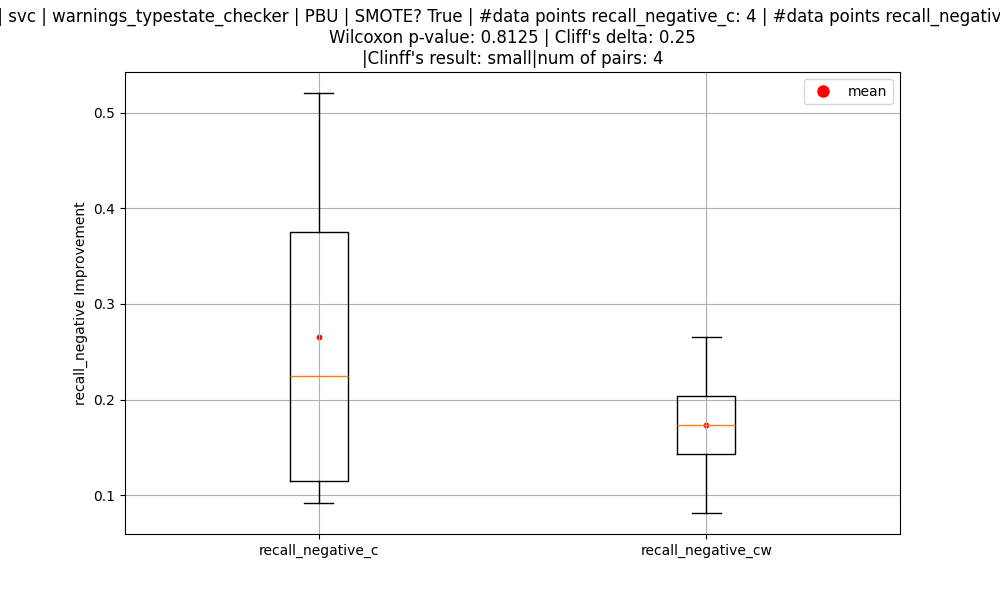 | svc | warnings_typestate_checker | PBU | SMOTE? True | #data points recall_negative_c: 4 | #data points
Wilcoxon p-value: 0.8125 | Cliff's delta: 0.25
|Clinff's result: small|num of pairs: 4
mean
0.5
0.4
0.3
0.2
0.1
recall_negative Improvement
recall_negative_c
recall_negative_cw